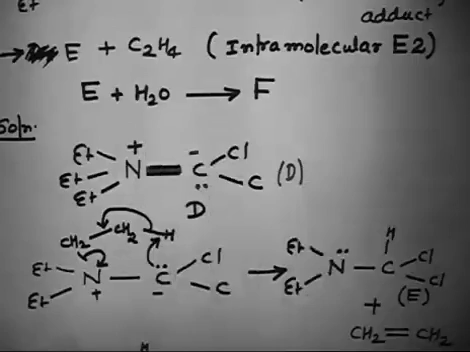 Et
adduct
→ E + C₂H₄ (Intramolecular E2)
E + H₂O ⟶ F
Soln.
Et Et Et N + C − ·· Cl C (D)
D
CH₂ CH₂ H
Et Et N + — C ·· − Cl C ⟶ Et Et N ·· — C H Cl Cl
+ (E)
CH₂=CH₂
H